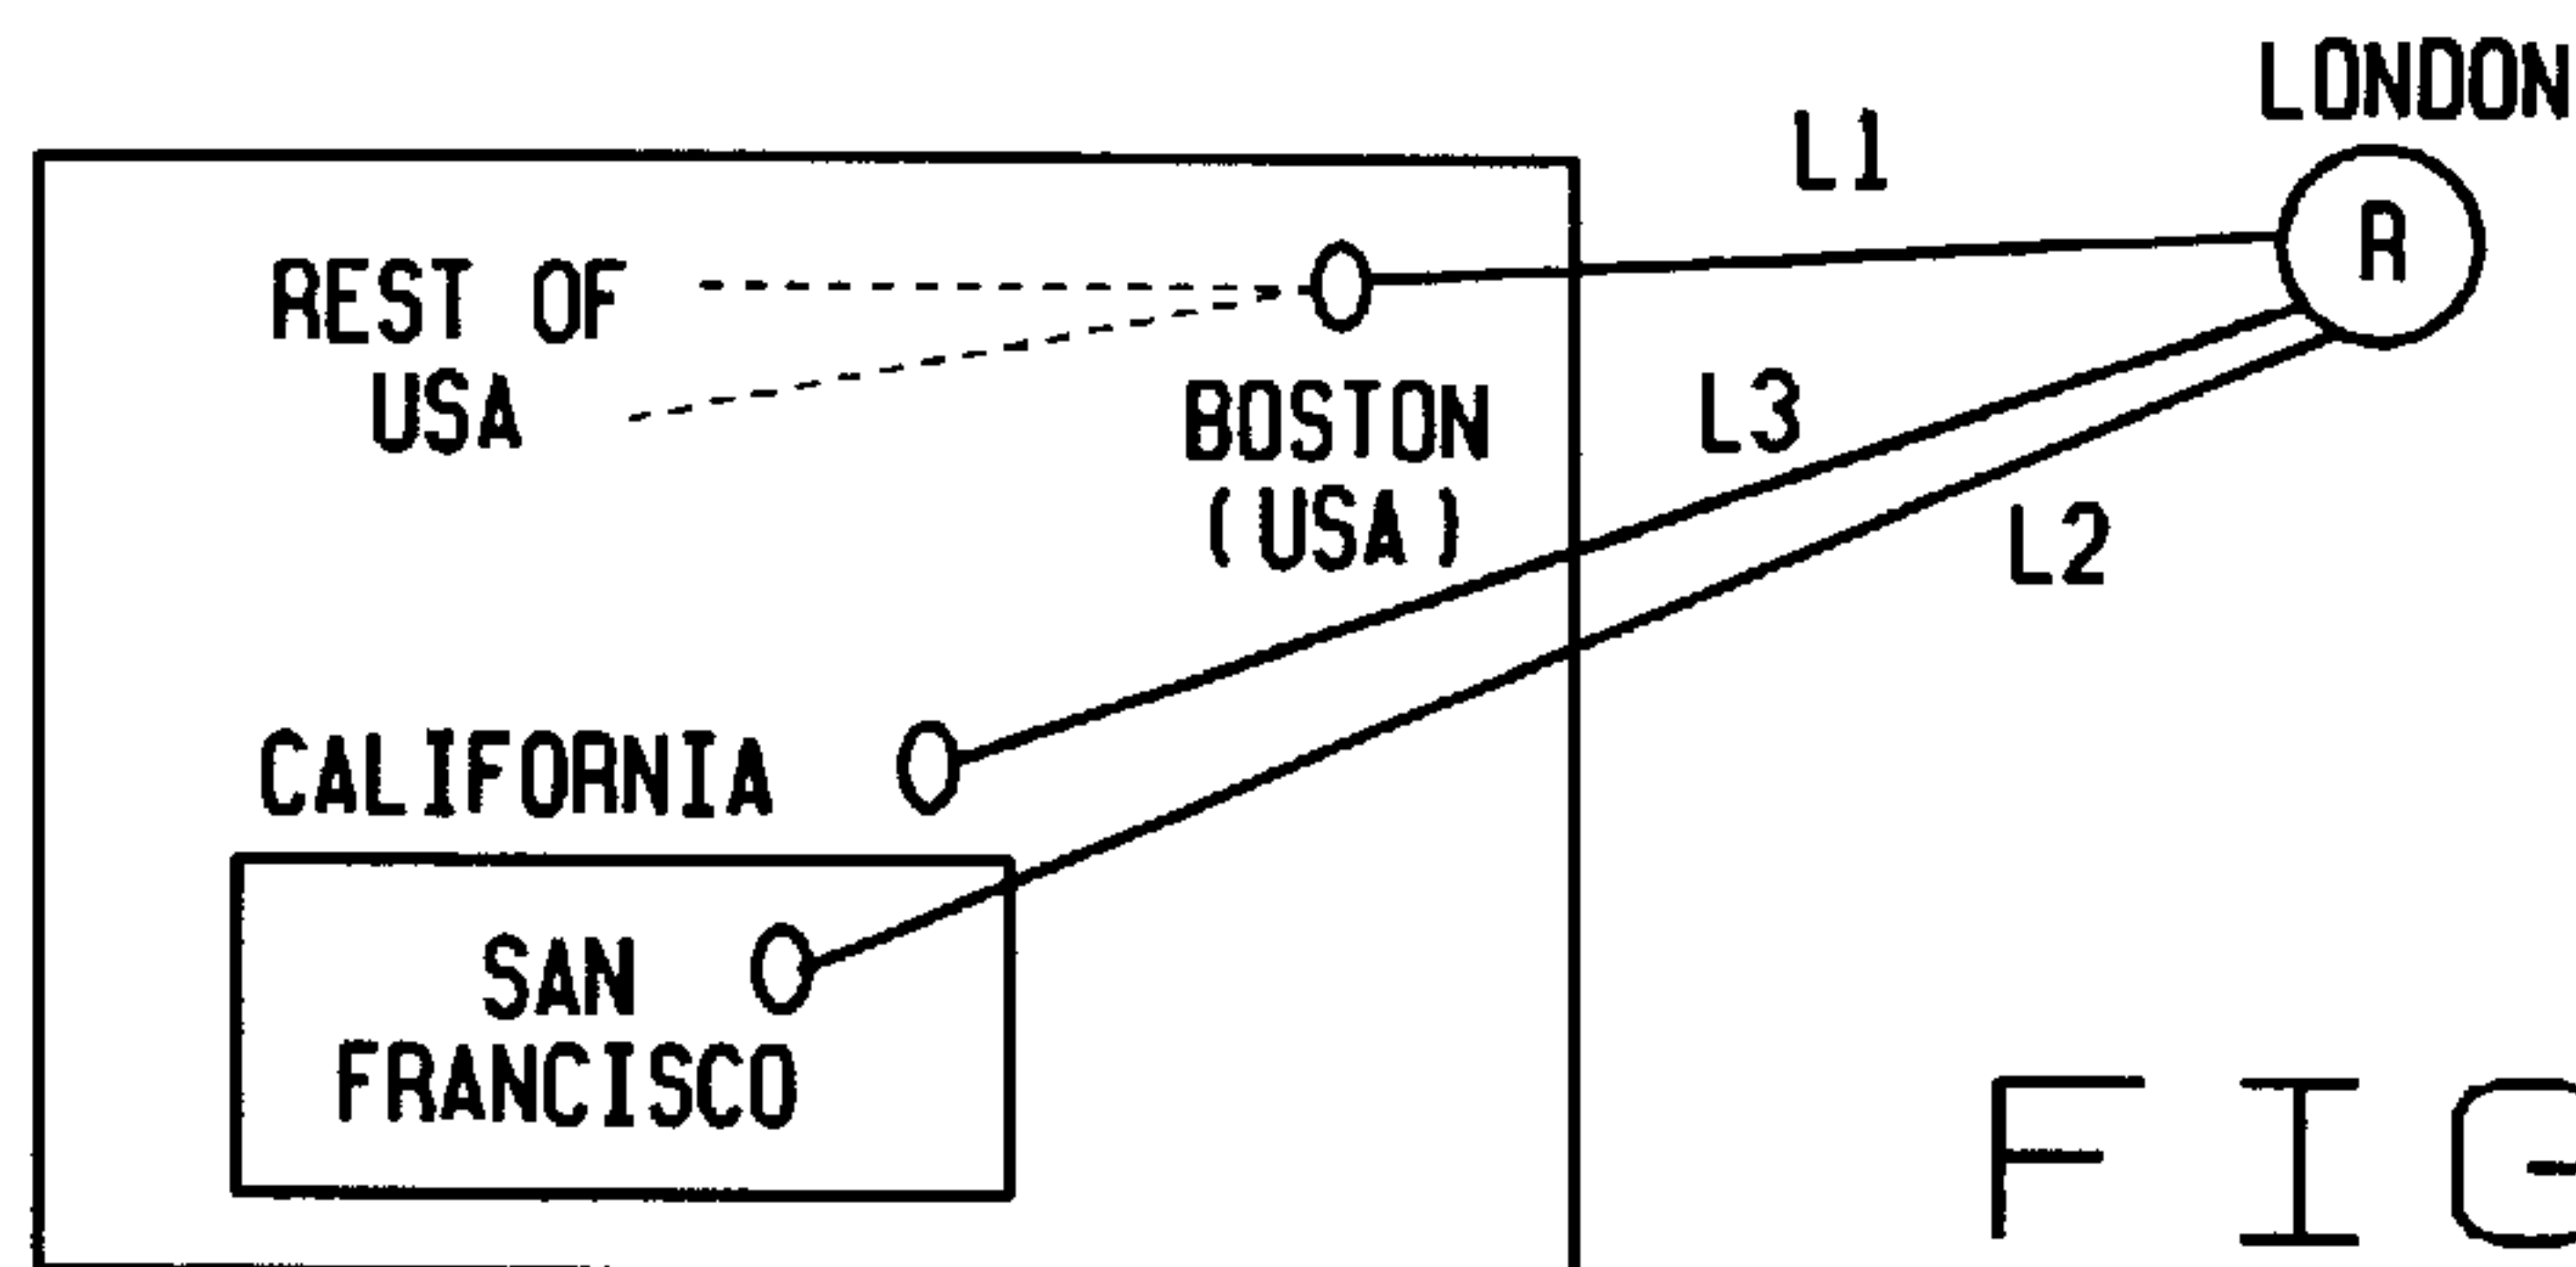 LONDON
L1
R
REST OF
USA
BOSTON
(USA)
L3
L2
CALIFORNIA
SAN
FRANCISCO
FIG